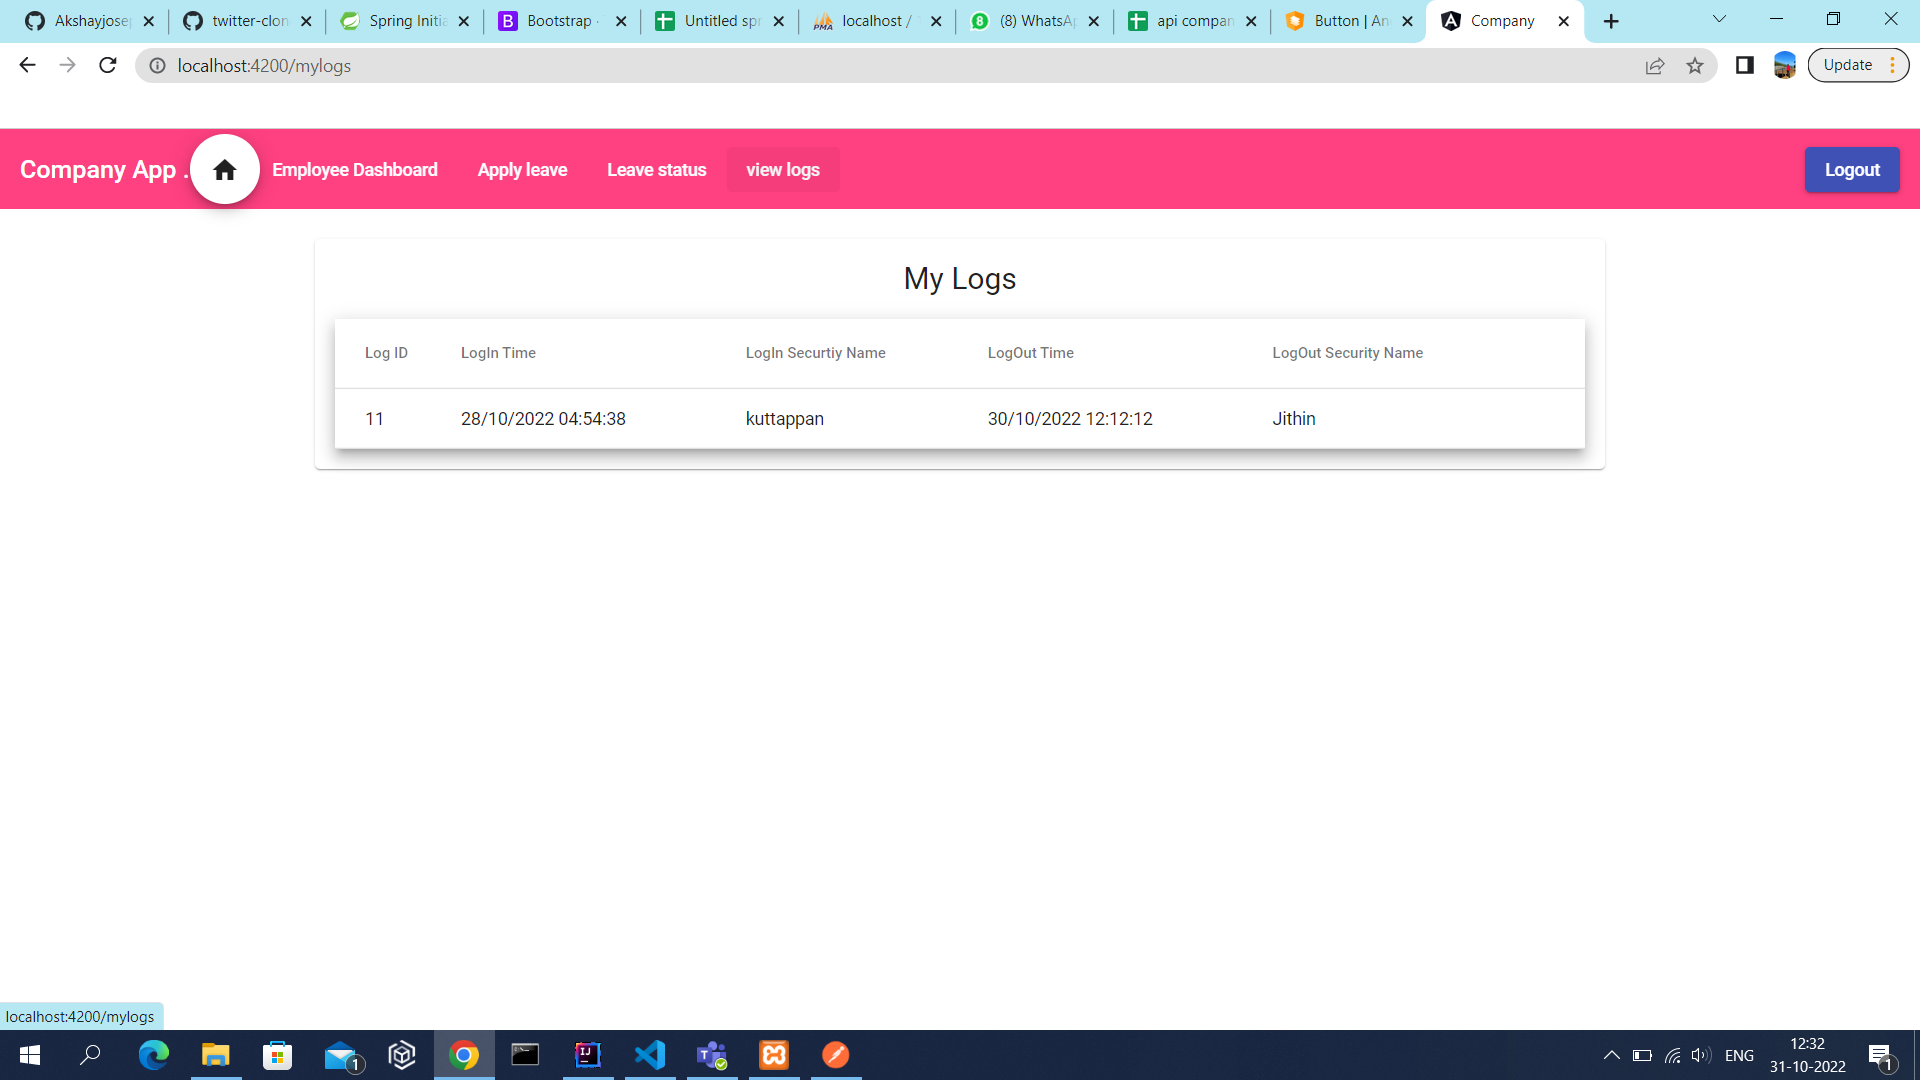 Akshayjosep
twitter-clon
Spring Initia
Bootstrap ·
Untitled spr
localhost /
(8) WhatsAp
api compan
Button | An
Company
localhost:4200/mylogs
Update
Company App .
Employee Dashboard
Apply leave
Leave status
view logs
Logout
My Logs
Log ID LogIn Time LogIn Securtiy Name LogOut Time LogOut Security Name
11 28/10/2022 04:54:38 kuttappan 30/10/2022 12:12:12 Jithin
localhost:4200/mylogs
ENG
12:32
31-10-2022